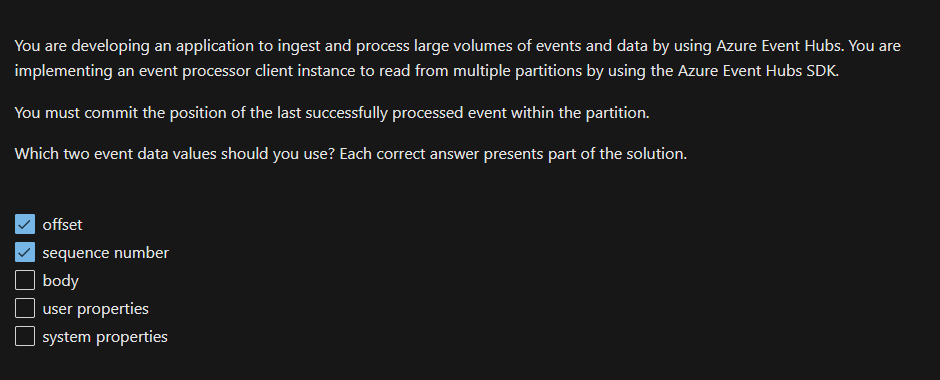 You are developing an application to ingest and process large volumes of events and data by using Azure Event Hubs. You are
implementing an event processor client instance to read from multiple partitions by using the Azure Event Hubs SDK.
You must commit the position of the last successfully processed event within the partition.
Which two event data values should you use? Each correct answer presents part of the solution.
offset
sequence number
body
user properties
system properties